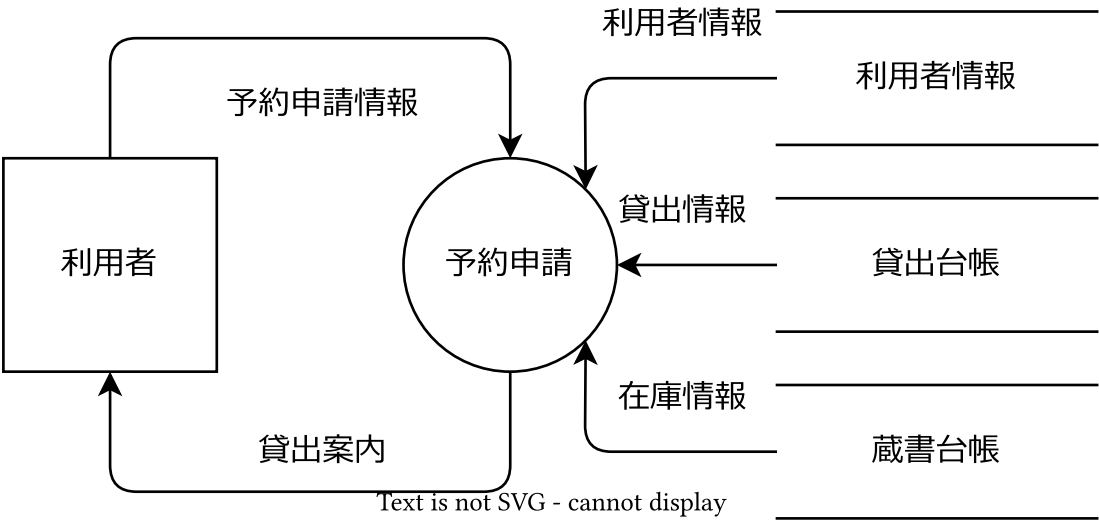 利用者情報
利用者情報
予約申請情報
貸出情報
利用者
予約申請
貸出台帳
在庫情報
貸出案内
蔵書台帳
Text is not SVG - cannot display